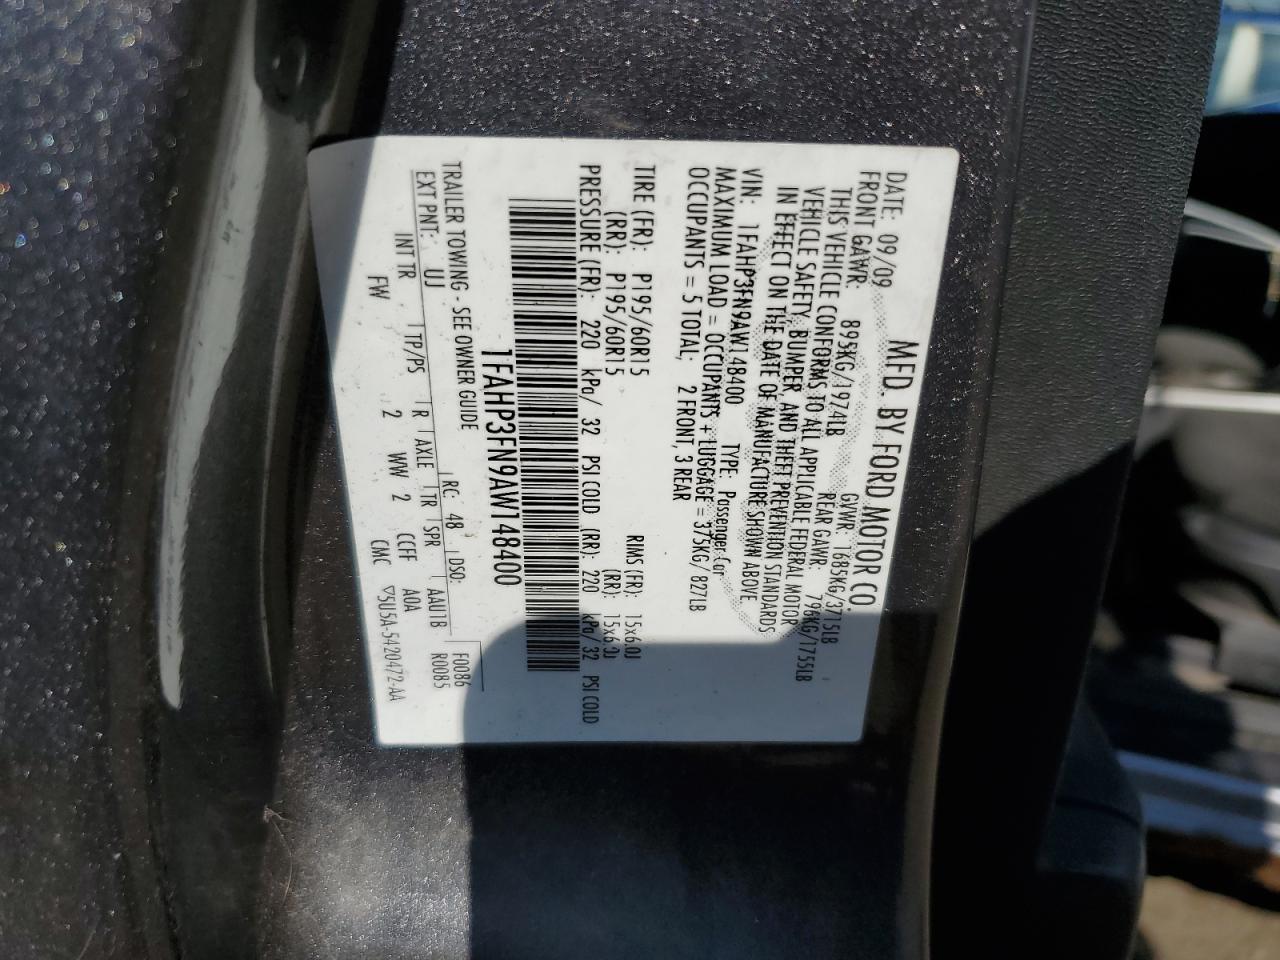 MFD. BY FORD MOTOR CO.
DATE: 09/09 GVWR: 1685KG/3715LB
FRONT GAWR: 895KG/1974LB REAR GAWR: 796KG/1755LB
THIS VEHICLE CONFORMS TO ALL APPLICABLE FEDERAL MOTOR
VEHICLE SAFETY, BUMPER, AND THEFT PREVENTION STANDARDS
IN EFFECT ON THE DATE OF MANUFACTURE SHOWN ABOVE
VIN: 1FAHP3FN9AW148400 TYPE: Passenger Car
MAXIMUM LOAD = OCCUPANTS + LUGGAGE = 375KG/ 827LB
OCCUPANTS = 5 TOTAL, 2 FRONT, 3 REAR
TIRE (FR): P195/60R15 RIMS (FR): 15x6.0J
(RR): P195/60R15 (RR): 15x6.0J
PRESSURE (FR): 220 kPa/ 32 PSI COLD (RR): 220 kPa/ 32 PSI COLD
1FAHP3FN9AW148400
TRAILER TOWING - SEE OWNER GUIDE F0086
RC: 48 DSO: R0085
EXT PNT: UJ
INT TR TP/PS R AXLE TR SPR AAU1B
FW 2 WW 2 CCFF AUA
CMC ▽5U5A-5420472-AA